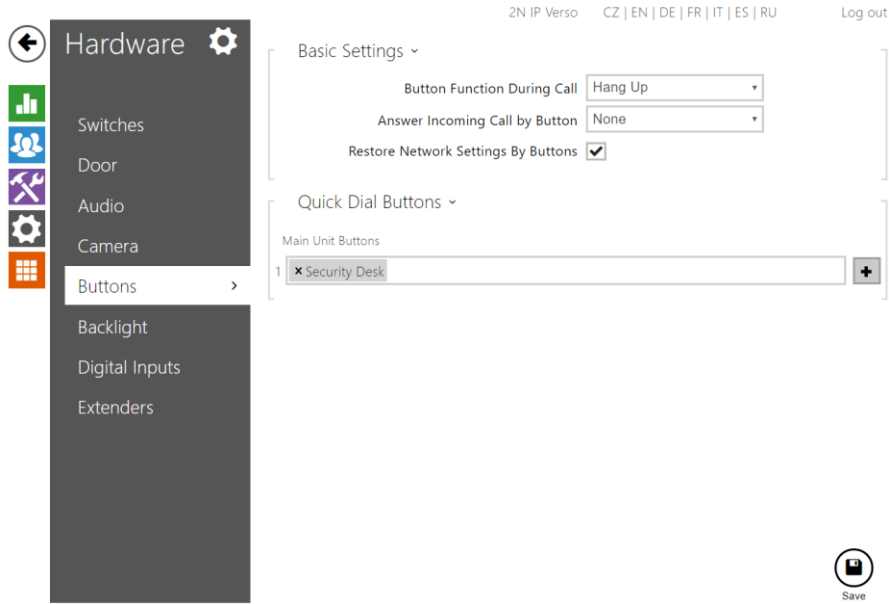 2N IP Verso CZ | EN | DE | FR | IT | ES | RU Log out
Hardware
Switches
Door
Audio
Camera
Buttons
Backlight
Digital Inputs
Extenders
Basic Settings
Button Function During Call Hang Up
Answer Incoming Call by Button None
Restore Network Settings By Buttons
Quick Dial Buttons
Main Unit Buttons
1 × Security Desk
Save